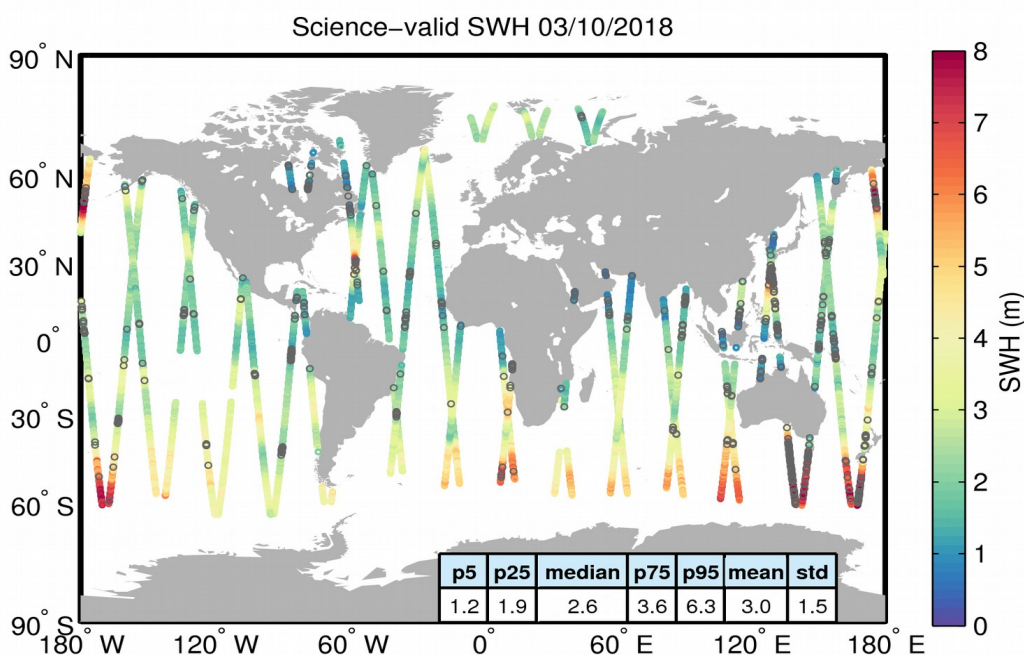 Science–valid SWH 03/10/2018
90° N
60° N
30° N
0°
30° S
60° S
90° S
180° W
120° W
60° W
0°
60° E
120° E
180° E
p5 p25 median p75 p95 mean std
1.2 1.9 2.6 3.6 6.3 3.0 1.5
8
7
6
5
4
3
2
1
0
SWH (m)